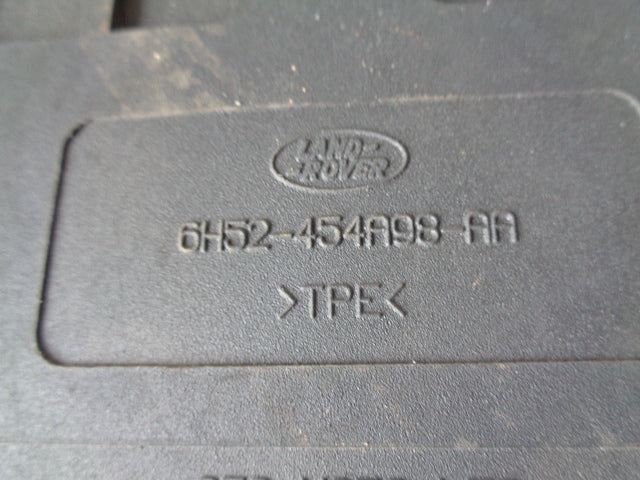 LAND-
-ROVER
6H52-454A98-AA
>TPE<